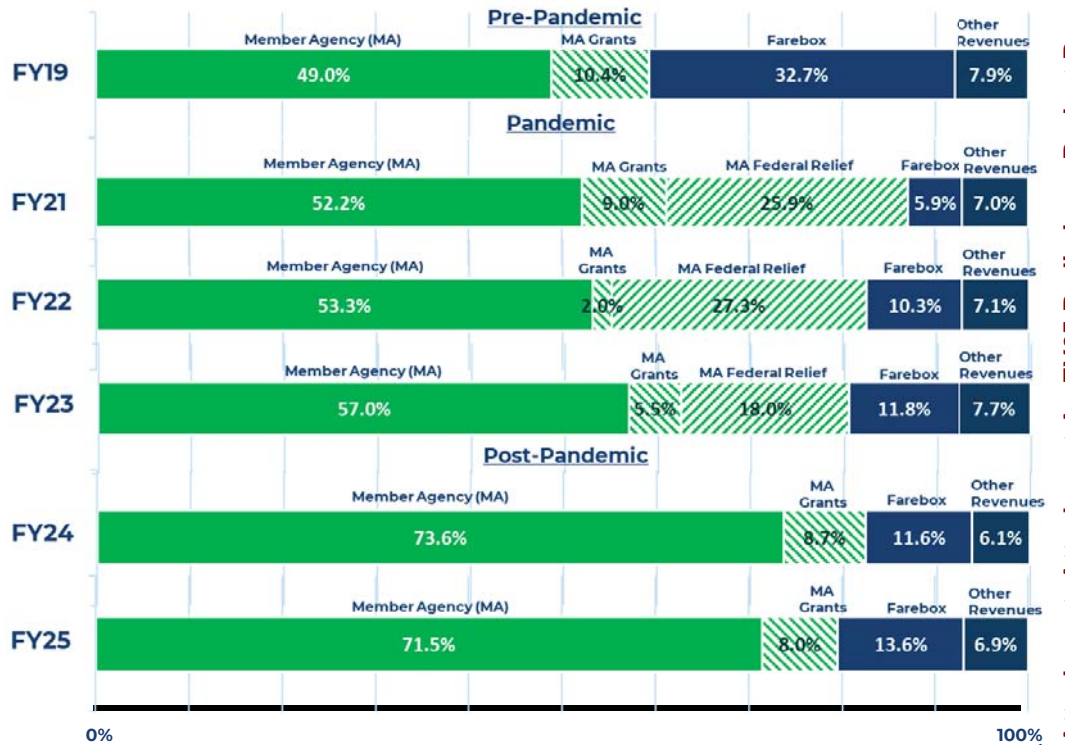 Pre-Pandemic
Member Agency (MA) MA Grants Farebox Other Revenues
FY19 49.0% 10.4% 32.7% 7.9%
Pandemic
Member Agency (MA) MA Grants MA Federal Relief Farebox Other Revenues
FY21 52.2% 9.0% 25.9% 5.9% 7.0%
Member Agency (MA) MA Grants MA Federal Relief Farebox Other Revenues
FY22 53.3% 2.0% 27.3% 10.3% 7.1%
Member Agency (MA) MA Grants MA Federal Relief Farebox Other Revenues
FY23 57.0% 5.5% 18.0% 11.8% 7.7%
Post-Pandemic
Member Agency (MA) MA Grants Farebox Other Revenues
FY24 73.6% 8.7% 11.6% 6.1%
Member Agency (MA) MA Grants Farebox Other Revenues
FY25 71.5% 8.0% 13.6% 6.9%
0% 100%